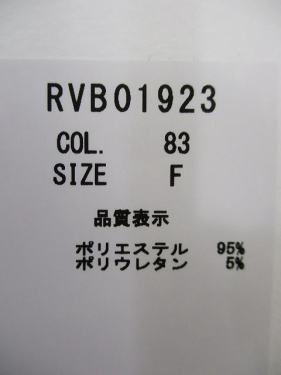 RVB01923
COL. 83
SIZE F
品質表示
ポリエステル 95%
ポリウレタン 5%